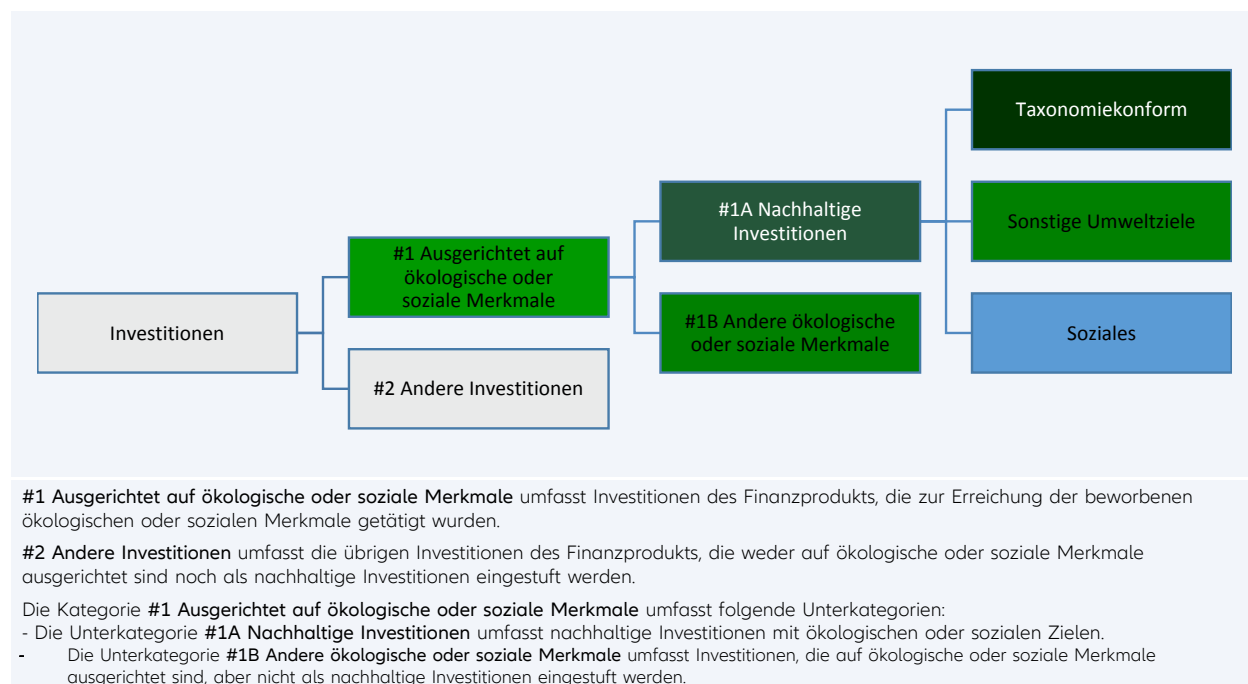 Taxonomiekonform
#1A Nachhaltige
Investitionen
Sonstige Umweltziele
#1 Ausgerichtet auf
ökologische oder
soziale Merkmale
Investitionen
#1B Andere ökologische
oder soziale Merkmale
Soziales
#2 Andere Investitionen
#1 Ausgerichtet auf ökologische oder soziale Merkmale umfasst Investitionen des Finanzprodukts, die zur Erreichung der beworbenen
ökologischen oder sozialen Merkmale getätigt wurden.
#2 Andere Investitionen umfasst die übrigen Investitionen des Finanzprodukts, die weder auf ökologische oder soziale Merkmale
ausgerichtet sind noch als nachhaltige Investitionen eingestuft werden.
Die Kategorie #1 Ausgerichtet auf ökologische oder soziale Merkmale umfasst folgende Unterkategorien:
- Die Unterkategorie #1A Nachhaltige Investitionen umfasst nachhaltige Investitionen mit ökologischen oder sozialen Zielen.
- Die Unterkategorie #1B Andere ökologische oder soziale Merkmale umfasst Investitionen, die auf ökologische oder soziale Merkmale
ausgerichtet sind, aber nicht als nachhaltige Investitionen eingestuft werden.